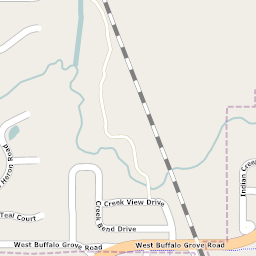 Heron Road
Indian Cree
Creek View Drive
Creek Bend Drive
Teal Court
West Buffalo Grove Road
West Buffalo Grove Road